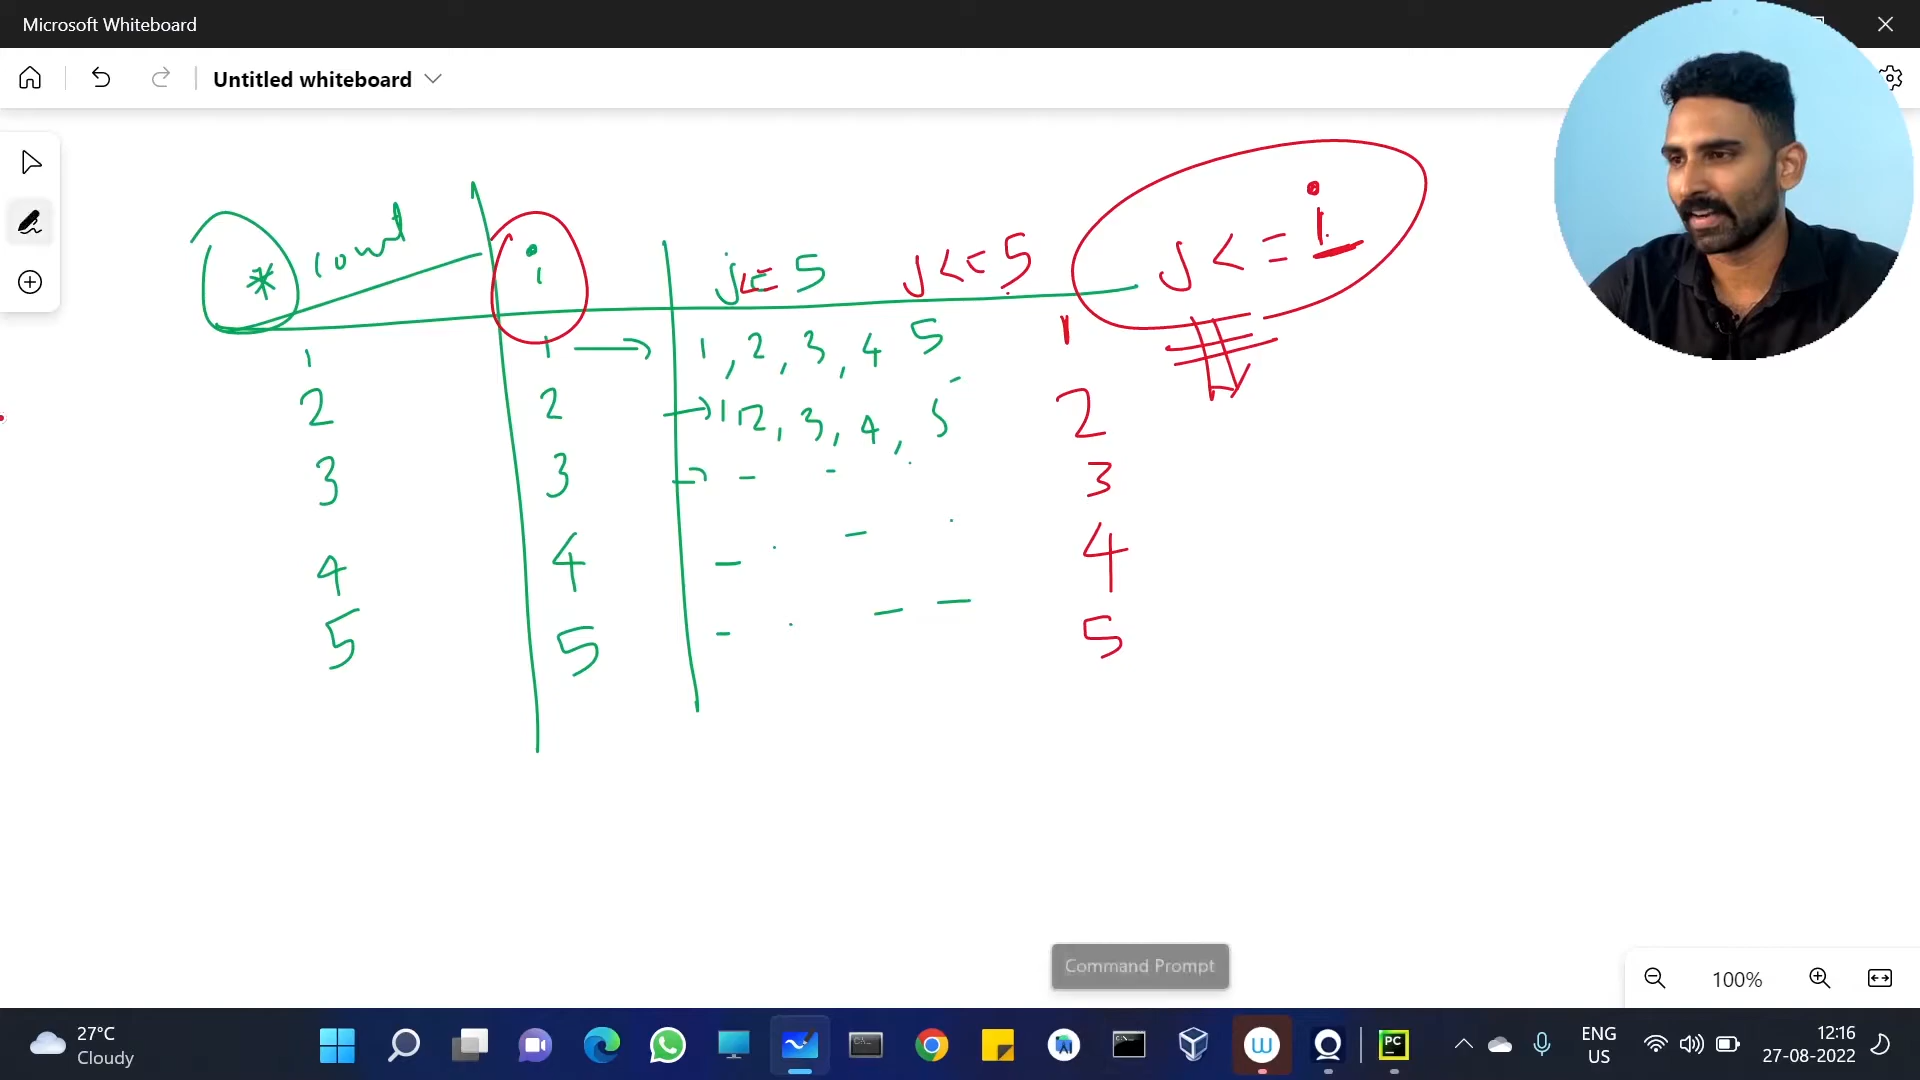 Microsoft Whiteboard
Untitled whiteboard
* count i j<= 5 j<=5 j<=i
1 1 1, 2, 3, 4 5 1
2 2 1 2, 3, 4, 5 2
3 3 3
4 4 4
5 5 5
Command Prompt
100%
27°C
Cloudy
PC
ENG
US
12:16
27-08-2022